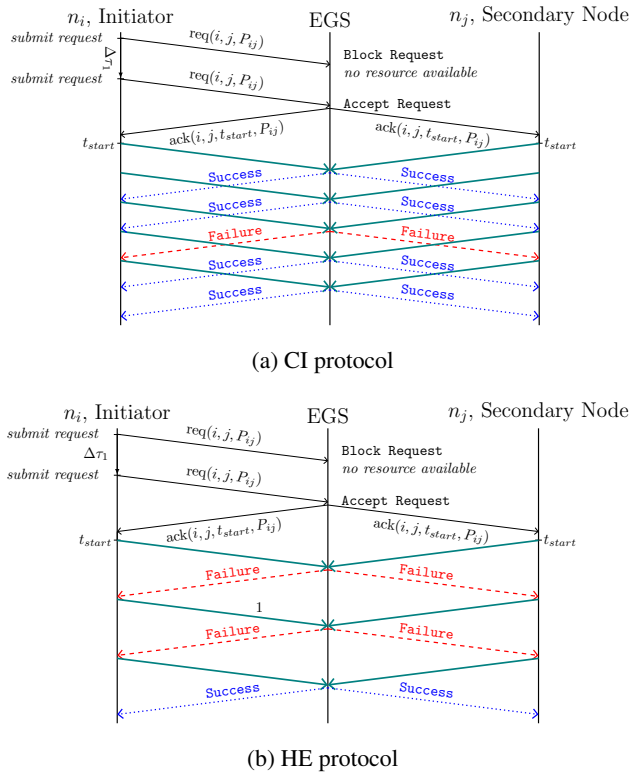 n_i, Initiator EGS n_j, Secondary Node
submit request req(i, j, P_ij)
Δτ_1 Block Request
no resource available
submit request req(i, j, P_ij)
Accept Request
ack(i, j, t_start, P_ij) ack(i, j, t_start, P_ij)
t_start t_start
Success Success
Success Success
Failure Failure
Success Success
Success Success
(a) CI protocol
n_i, Initiator EGS n_j, Secondary Node
submit request req(i, j, P_ij)
Δτ_1 Block Request
no resource available
submit request req(i, j, P_ij)
Accept Request
ack(i, j, t_start, P_ij) ack(i, j, t_start, P_ij)
t_start t_start
Failure Failure
1
Failure Failure
Success Success
(b) HE protocol